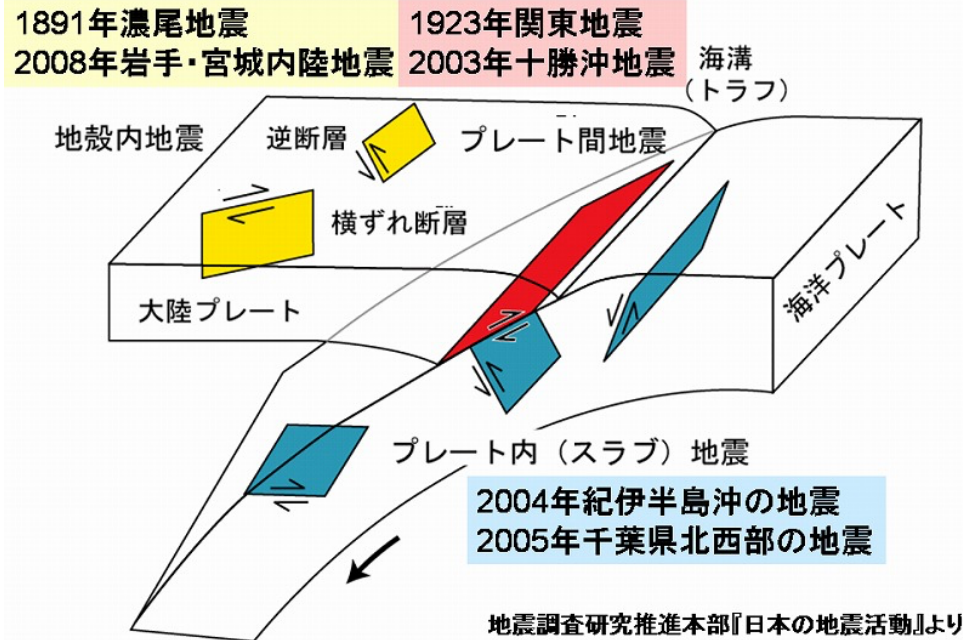 1891年濃尾地震
2008年岩手・宮城内陸地震
1923年関東地震
2003年十勝沖地震
海溝
（トラフ）
地殻内地震
逆断層
プレート間地震
横ずれ断層
大陸プレート
海洋プレート
プレート内（スラブ）地震
2004年紀伊半島沖の地震
2005年千葉県北西部の地震
地震調査研究推進本部『日本の地震活動』より